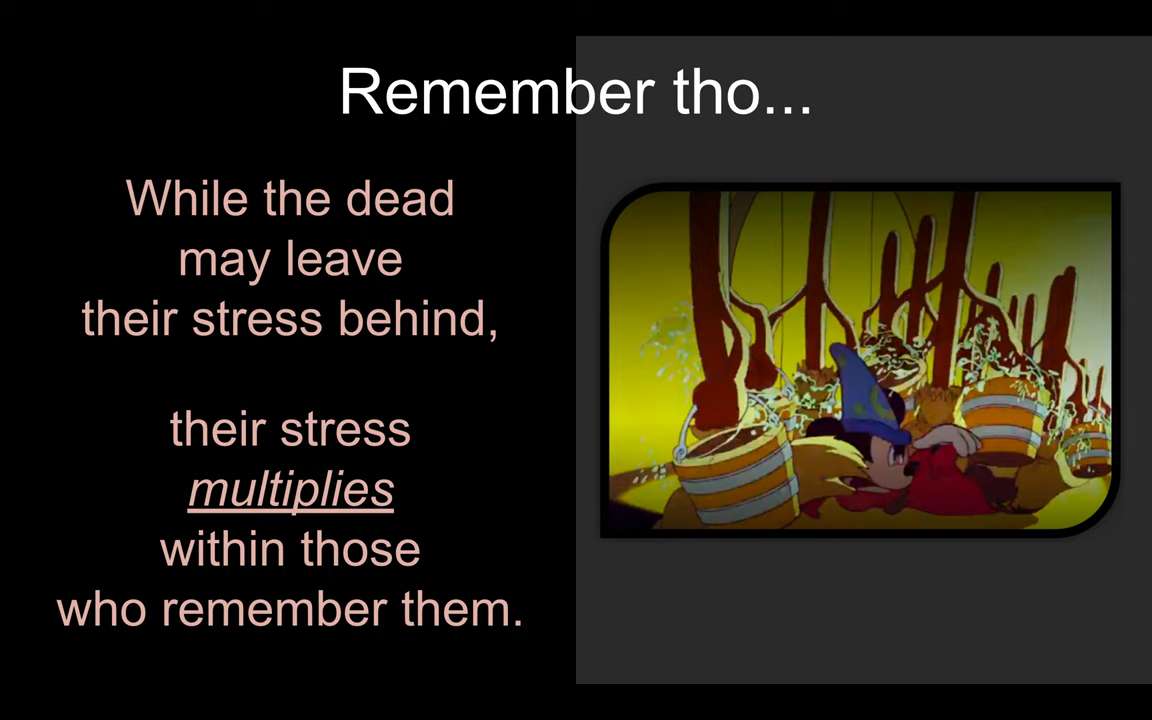 Remember tho...
While the dead
may leave
their stress behind,
their stress
multiplies
within those
who remember them.